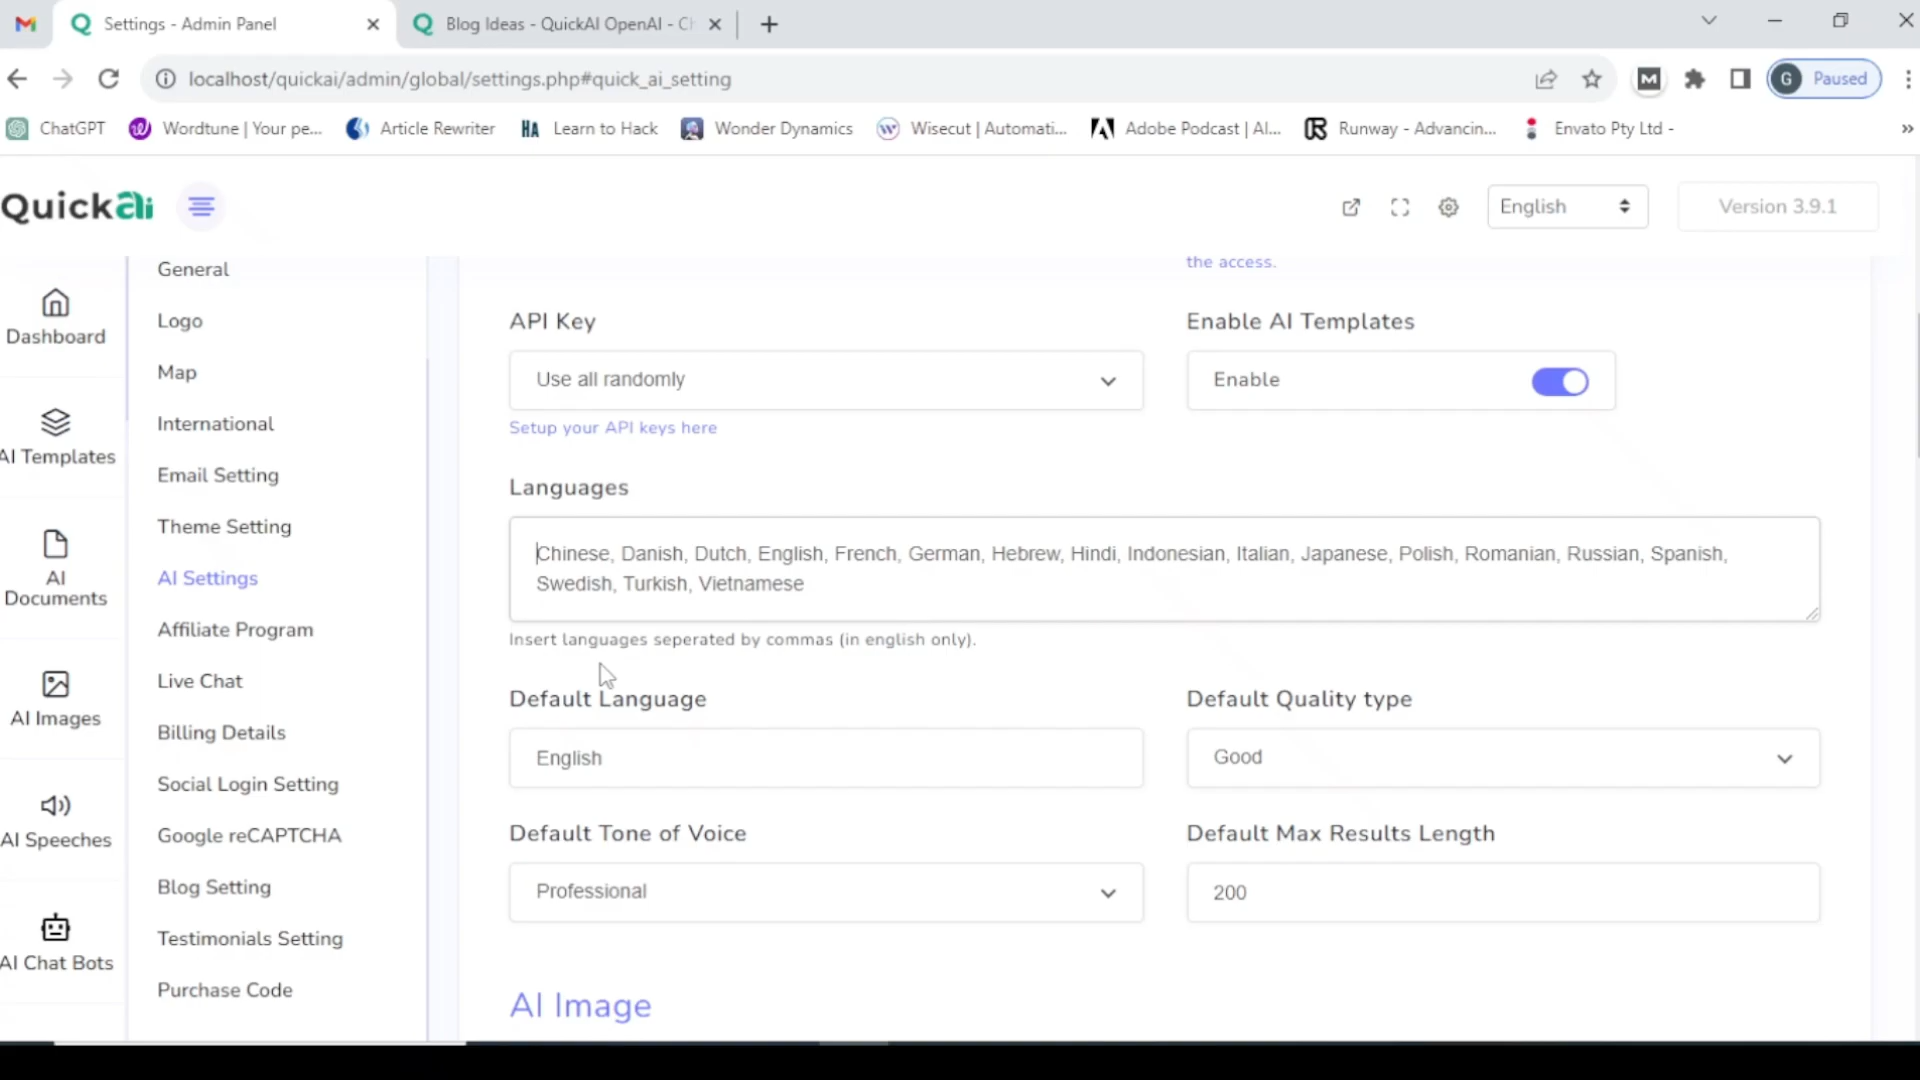 Settings - Admin Panel
Blog Ideas - QuickAI OpenAI - Ch
localhost/quickai/admin/global/settings.php#quick_ai_setting
G Paused
ChatGPT
Wordtune | Your pe...
Article Rewriter
HA Learn to Hack
Wonder Dynamics
Wisecut | Automati...
Adobe Podcast | AI...
Runway - Advancin...
Envato Pty Ltd -
Quickai
English
Version 3.9.1
Dashboard
AI Templates
AI
Documents
AI Images
AI Speeches
AI Chat Bots
General
Logo
Map
International
Email Setting
Theme Setting
AI Settings
Affiliate Program
Live Chat
Billing Details
Social Login Setting
Google reCAPTCHA
Blog Setting
Testimonials Setting
Purchase Code
the access.
API Key
Enable AI Templates
Use all randomly
Enable
Setup your API keys here
Languages
Chinese, Danish, Dutch, English, French, German, Hebrew, Hindi, Indonesian, Italian, Japanese, Polish, Romanian, Russian, Spanish,
Swedish, Turkish, Vietnamese
Insert languages seperated by commas (in english only).
Default Language
Default Quality type
English
Good
Default Tone of Voice
Default Max Results Length
Professional
200
AI Image